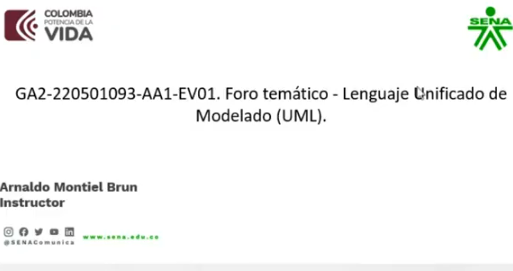 COLOMBIA
POTENCIA DE LA
VIDA
SENA
GA2-220501093-AA1-EV01. Foro temático - Lenguaje Unificado de
Modelado (UML).
Arnaldo Montiel Brun
Instructor
@SENAComunica
www.sena.edu.co